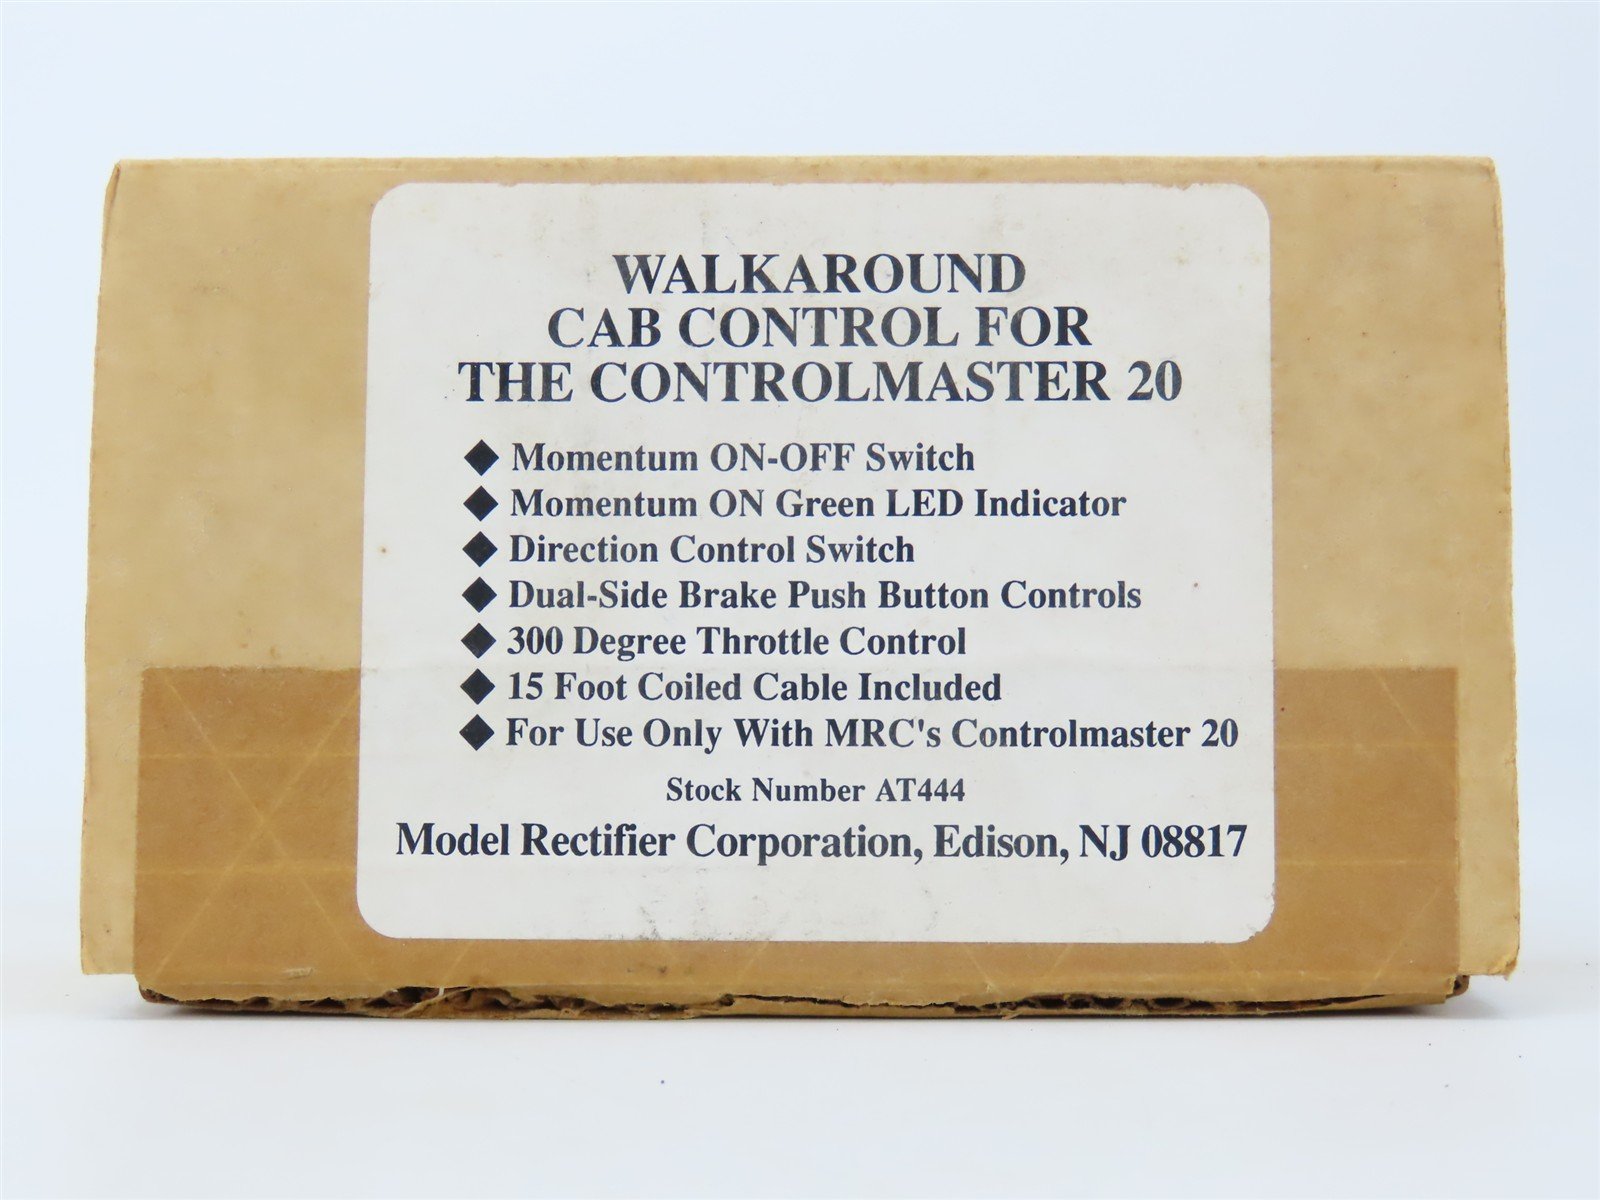 WALKAROUND
CAB CONTROL FOR
THE CONTROLMASTER 20
◆ Momentum ON-OFF Switch
◆ Momentum ON Green LED Indicator
◆ Direction Control Switch
◆ Dual-Side Brake Push Button Controls
◆ 300 Degree Throttle Control
◆ 15 Foot Coiled Cable Included
◆ For Use Only With MRC's Controlmaster 20
Stock Number AT444
Model Rectifier Corporation, Edison, NJ 08817